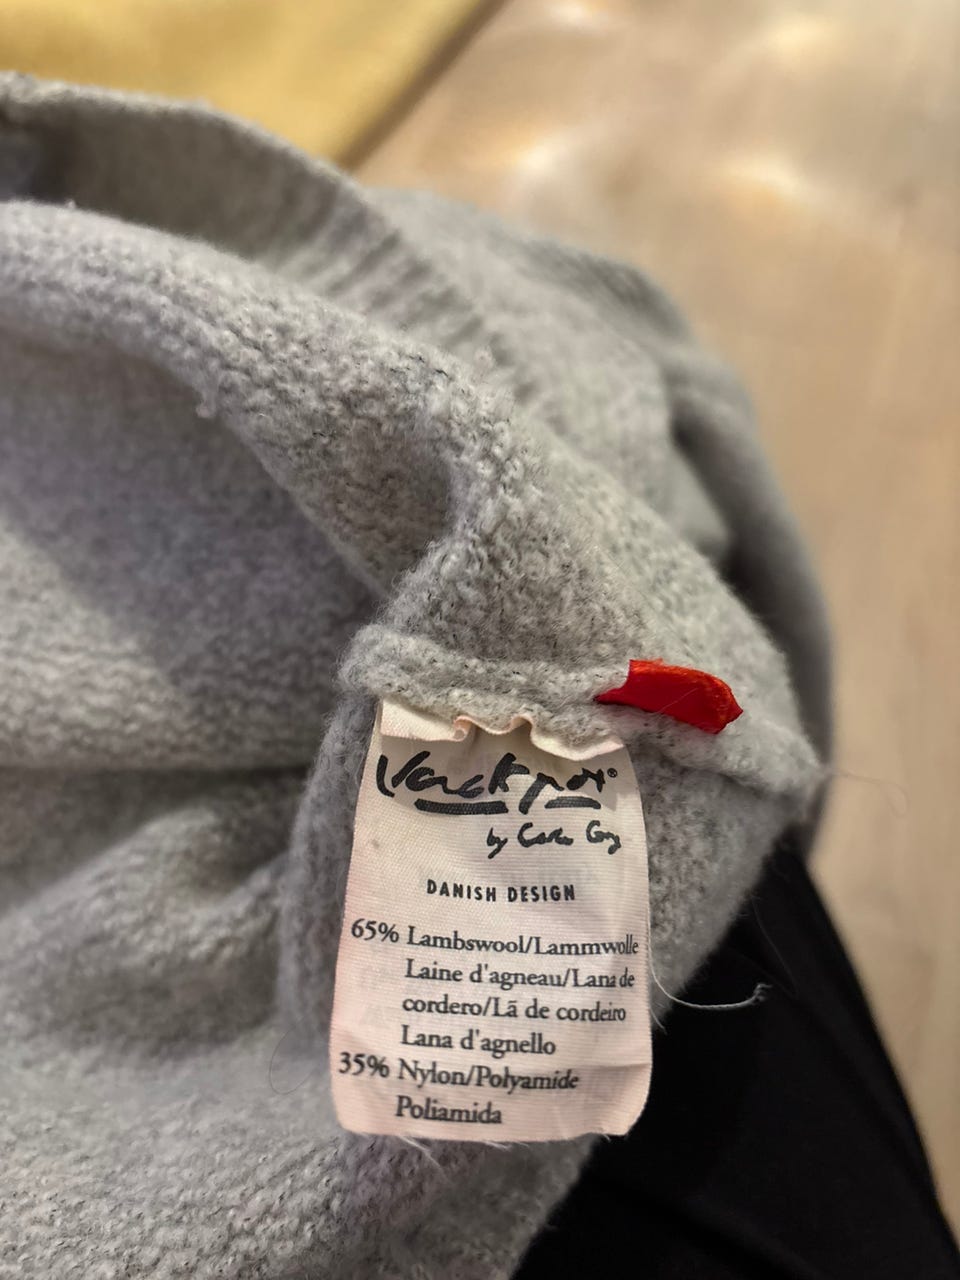 Jackpot®
by Carli Gry
DANISH DESIGN
65% Lambswool/Lammwolle
Laine d'agneau/Lana de
cordero/Lã de cordeiro
Lana d'agnello
35% Nylon/Polyamide
Poliamida